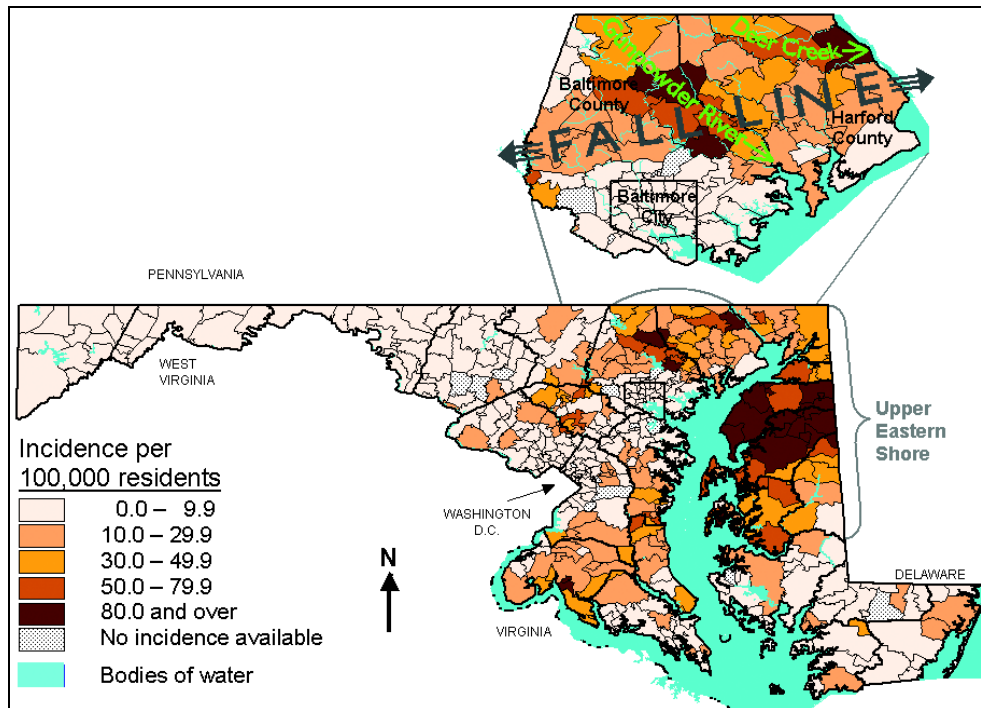 Deer Creek
Gunpowder River
Baltimore
County
FALL LINE
Harford
County
Baltimore
City
PENNSYLVANIA
WEST
VIRGINIA
Upper
Eastern
Shore
Incidence per
100,000 residents
0.0 – 9.9
10.0 – 29.9
30.0 – 49.9
50.0 – 79.9
80.0 and over
No incidence available
Bodies of water
WASHINGTON
D.C.
N
DELAWARE
VIRGINIA